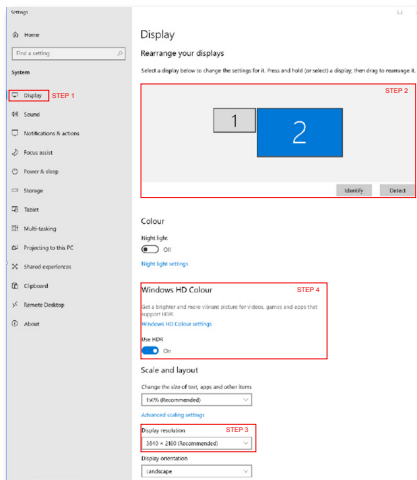 Settings
Home
Find a setting
System
Display STEP 1
Sound
Notifications & actions
Focus assist
Power & sleep
Storage
Tablet
Multi-tasking
Projecting to this PC
Shared experiences
Clipboard
Remote Desktop
About
Display
Rearrange your displays
Select a display below to change the settings for it. Press and hold (or select) a display, then drag to rearrange it.
STEP 2
1
2
Identify Detect
Colour
Night light
Off
Night light settings
Windows HD Colour STEP 4
Get a brighter and more vibrant picture for videos, games and apps that
support HDR.
Windows HD Colour settings
Use HDR
On
Scale and layout
Change the size of text, apps and other items
150% (Recommended)
Advanced scaling settings
Display resolution STEP 3
3840 × 2160 (Recommended)
Display orientation
Landscape